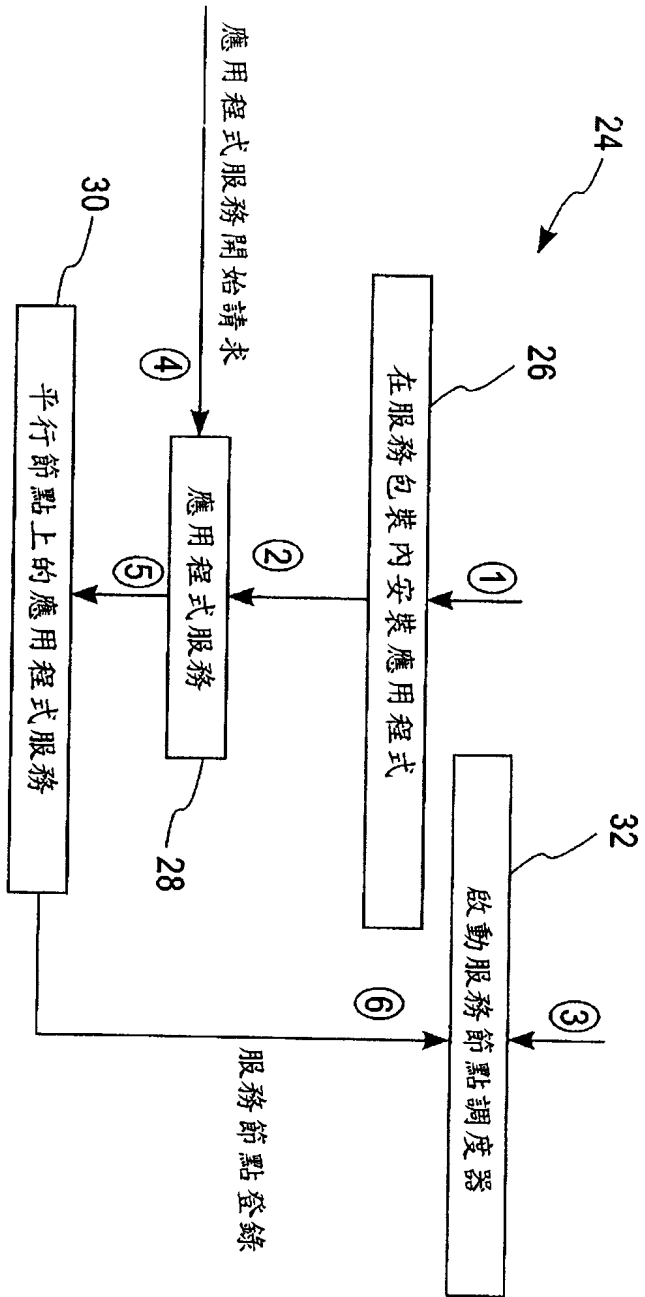 24
26
①
在服務包裝內安裝應用程式
32
③
啟動服務節點調度器
②
應用程式服務開始請求
④
應用程式服務
28
⑤
30
平行節點上的應用程式服務
⑥
服務節點登錄